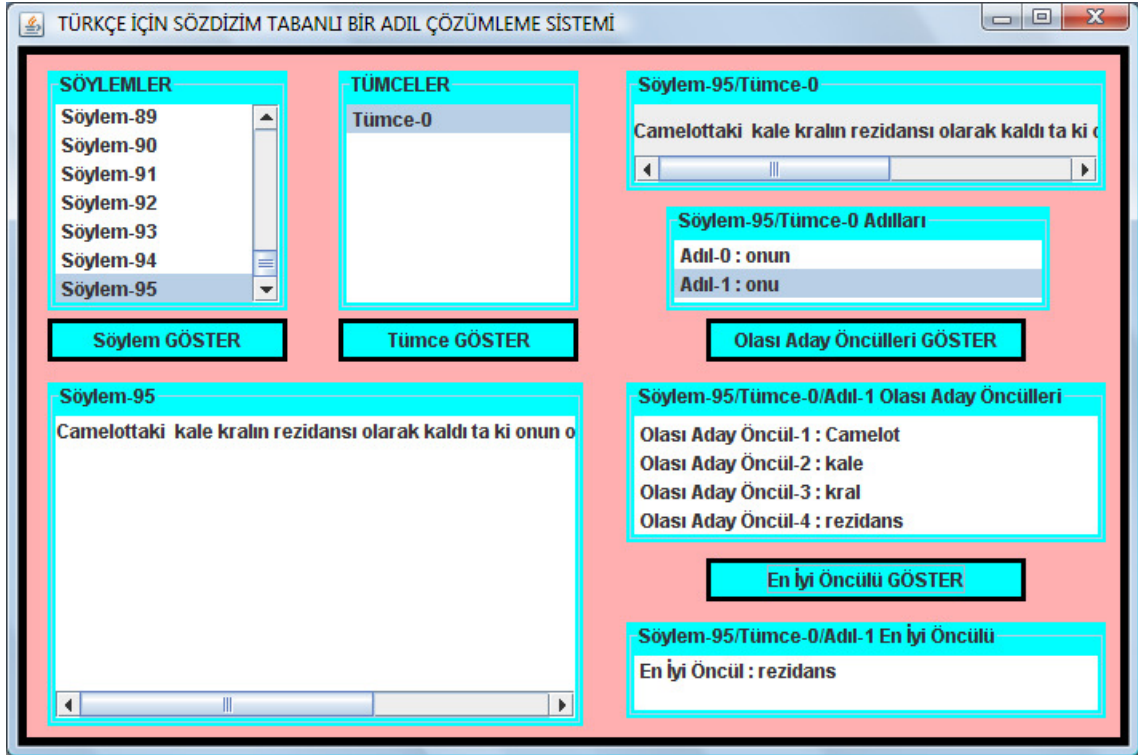 TÜRKÇE İÇİN SÖZDİZİM TABANLI BİR ADIL ÇÖZÜMLEME SİSTEMİ
SÖYLEMLER
Söylem-89
Söylem-90
Söylem-91
Söylem-92
Söylem-93
Söylem-94
Söylem-95
Söylem GÖSTER
TÜMCELER
Tümce-0
Tümce GÖSTER
Söylem-95/Tümce-0
Camelottaki kale kralın rezidansı olarak kaldı ta ki
Söylem-95/Tümce-0 Adılları
Adıl-0 : onun
Adıl-1 : onu
Olası Aday Öncülleri GÖSTER
Söylem-95
Camelottaki kale kralın rezidansı olarak kaldı ta ki onun o
Söylem-95/Tümce-0/Adıl-1 Olası Aday Öncülleri
Olası Aday Öncül-1 : Camelot
Olası Aday Öncül-2 : kale
Olası Aday Öncül-3 : kral
Olası Aday Öncül-4 : rezidans
En İyi Öncülü GÖSTER
Söylem-95/Tümce-0/Adıl-1 En İyi Öncülü
En İyi Öncül : rezidans